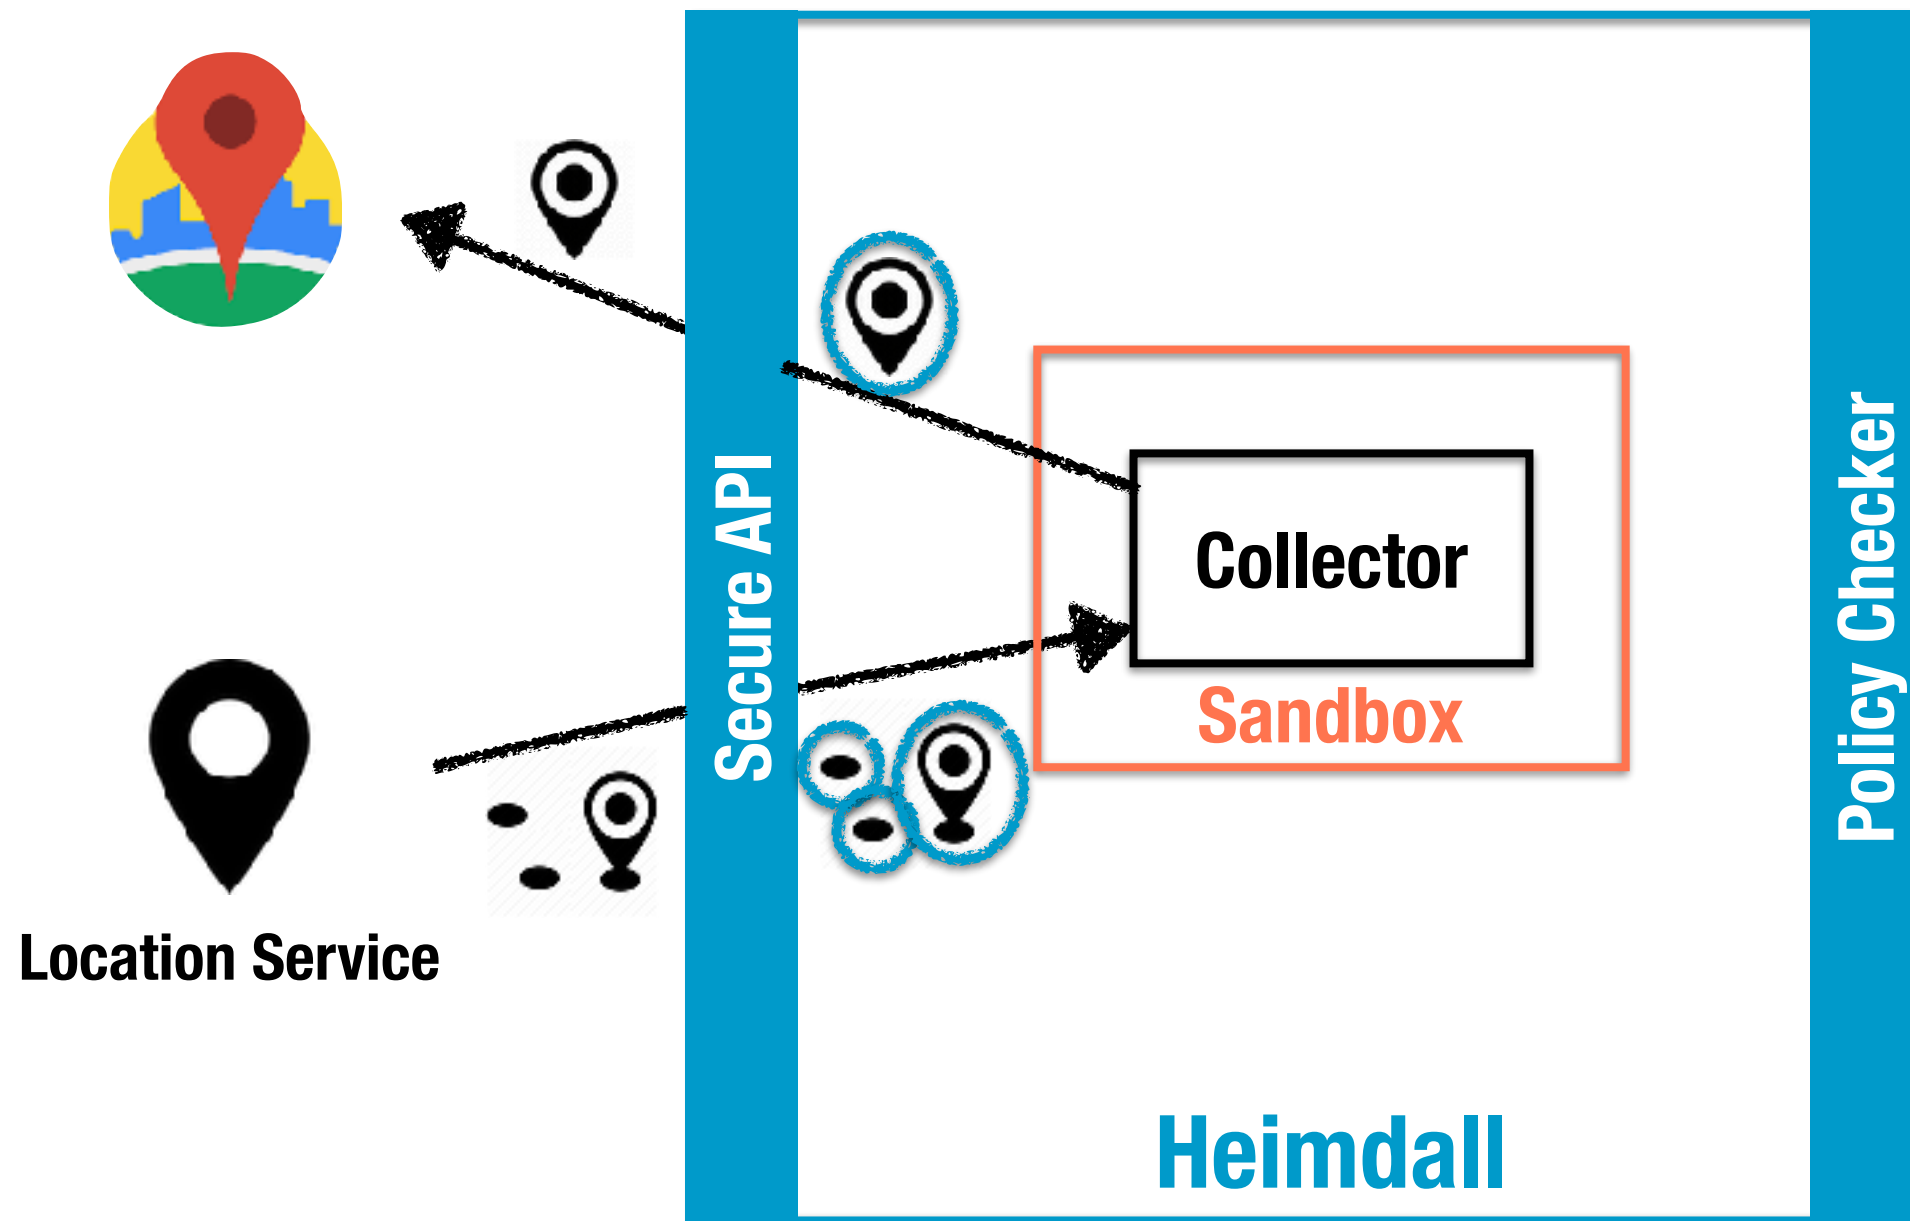 Secure API
Policy Checker
Collector
Sandbox
Location Service
Heimdall